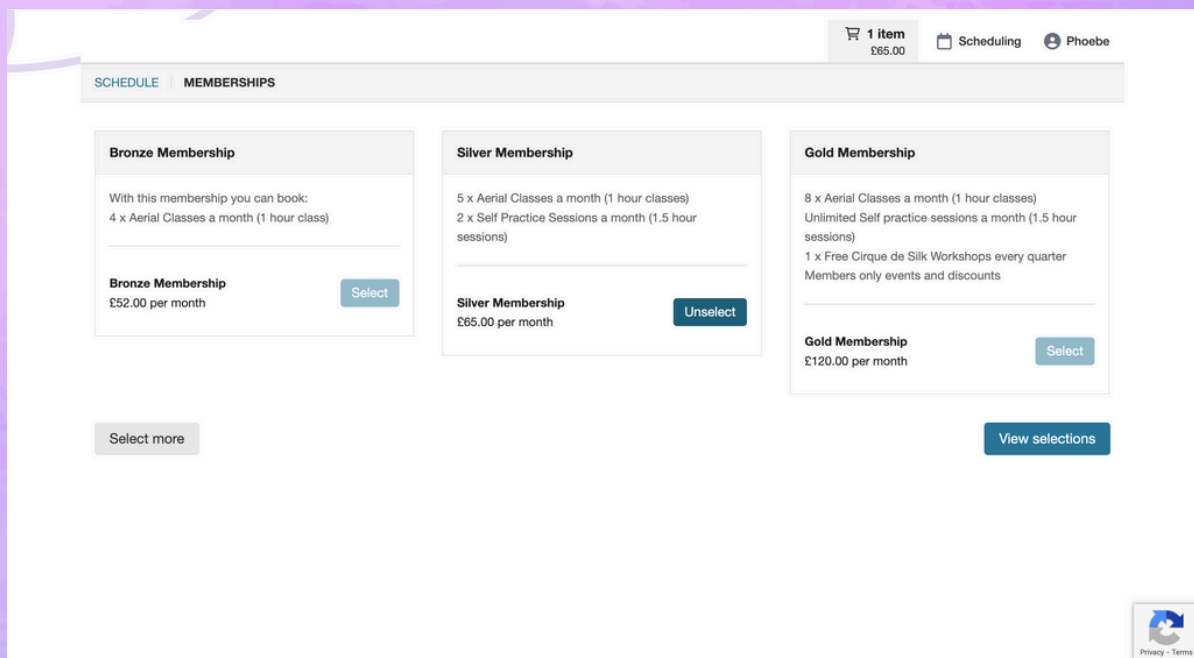 1 item
£65.00
Scheduling
Phoebe
SCHEDULE
MEMBERSHIPS
Bronze Membership
With this membership you can book:
4 x Aerial Classes a month (1 hour class)
Bronze Membership
£52.00 per month
Select
Silver Membership
5 x Aerial Classes a month (1 hour classes)
2 x Self Practice Sessions a month (1.5 hour
sessions)
Silver Membership
£65.00 per month
Unselect
Gold Membership
8 x Aerial Classes a month (1 hour classes)
Unlimited Self practice sessions a month (1.5 hour
sessions)
1 x Free Cirque de Silk Workshops every quarter
Members only events and discounts
Gold Membership
£120.00 per month
Select
Select more
View selections
Privacy - Terms